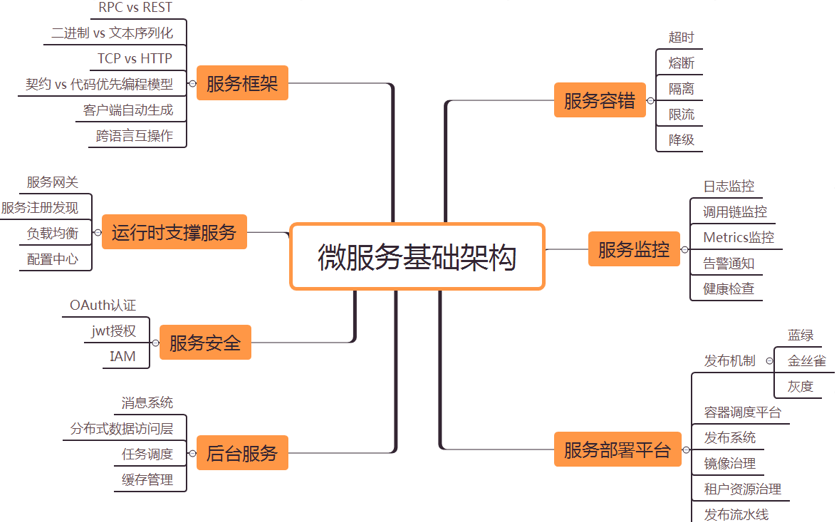 微服务基础架构
服务框架
RPC vs REST
二进制 vs 文本序列化
TCP vs HTTP
契约 vs 代码优先编程模型
客户端自动生成
跨语言互操作
运行时支撑服务
服务网关
服务注册发现
负载均衡
配置中心
服务安全
OAuth认证
jwt授权
IAM
后台服务
消息系统
分布式数据访问层
任务调度
缓存管理
服务容错
超时
熔断
隔离
限流
降级
服务监控
日志监控
调用链监控
Metrics监控
告警通知
健康检查
服务部署平台
发布机制
蓝绿
金丝雀
灰度
容器调度平台
发布系统
镜像治理
租户资源治理
发布流水线